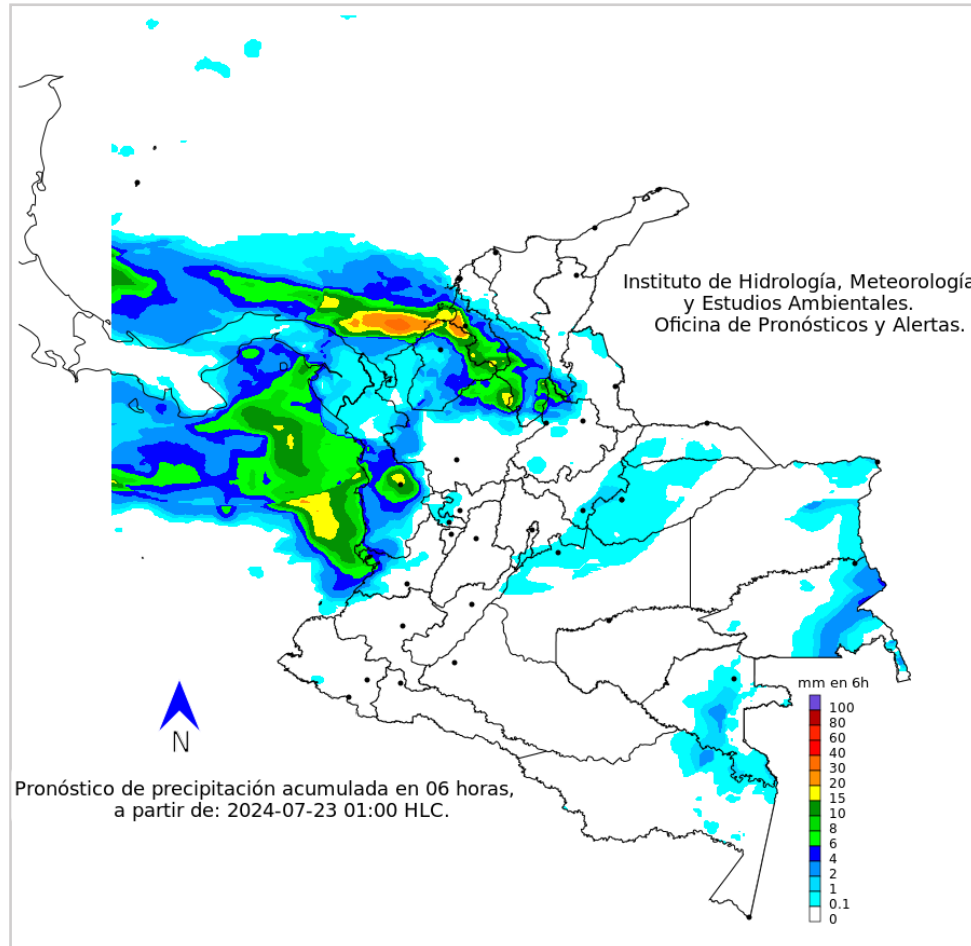 Instituto de Hidrología, Meteorología
y Estudios Ambientales.
Oficina de Pronósticos y Alertas.
mm en 6h
100
80
60
40
30
20
15
10
8
6
4
2
1
0.1
0
N
Pronóstico de precipitación acumulada en 06 horas,
a partir de: 2024-07-23 01:00 HLC.